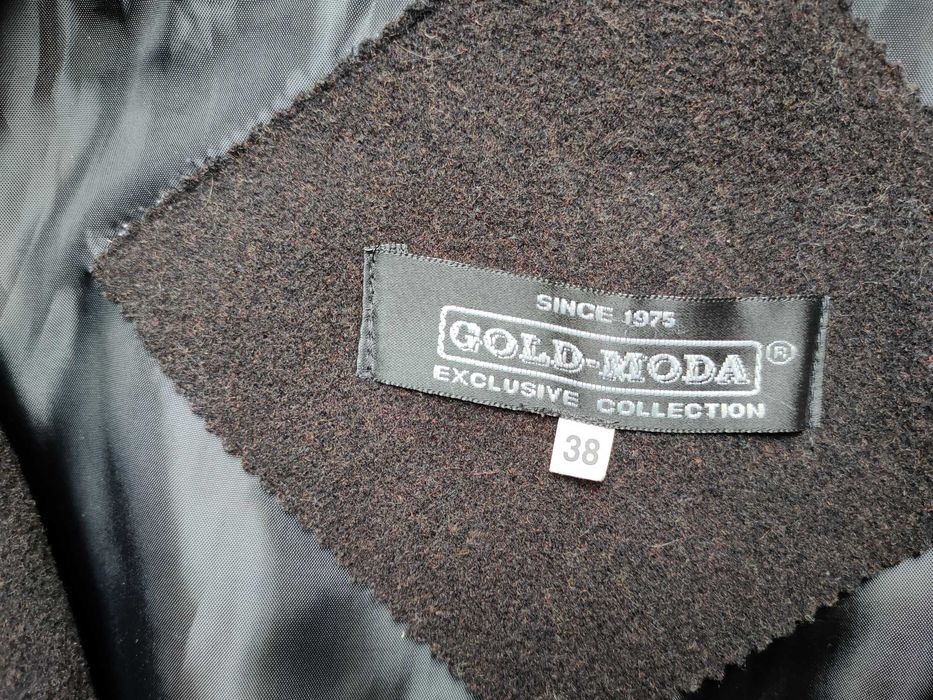 SINCE 1975
GOLD-MODA ®
EXCLUSIVE COLLECTION
38